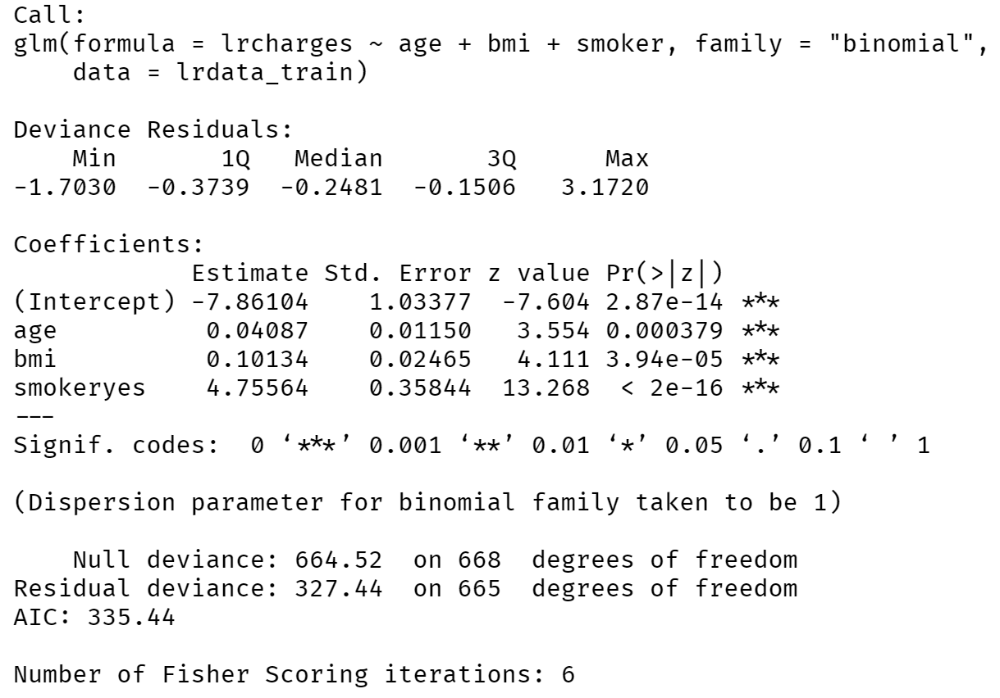 Call:
glm(formula = lrcharges ~ age + bmi + smoker, family = "binomial",
    data = lrdata_train)

Deviance Residuals:
    Min       1Q   Median       3Q      Max
-1.7030  -0.3739  -0.2481  -0.1506   3.1720

Coefficients:
            Estimate Std. Error z value Pr(>|z|)
(Intercept) -7.86104    1.03377  -7.604 2.87e-14 ***
age          0.04087    0.01150   3.554 0.000379 ***
bmi          0.10134    0.02465   4.111 3.94e-05 ***
smokeryes    4.75564    0.35844  13.268  < 2e-16 ***
---
Signif. codes:  0 ‘***’ 0.001 ‘**’ 0.01 ‘*’ 0.05 ‘.’ 0.1 ‘ ’ 1

(Dispersion parameter for binomial family taken to be 1)

    Null deviance: 664.52  on 668  degrees of freedom
Residual deviance: 327.44  on 665  degrees of freedom
AIC: 335.44

Number of Fisher Scoring iterations: 6